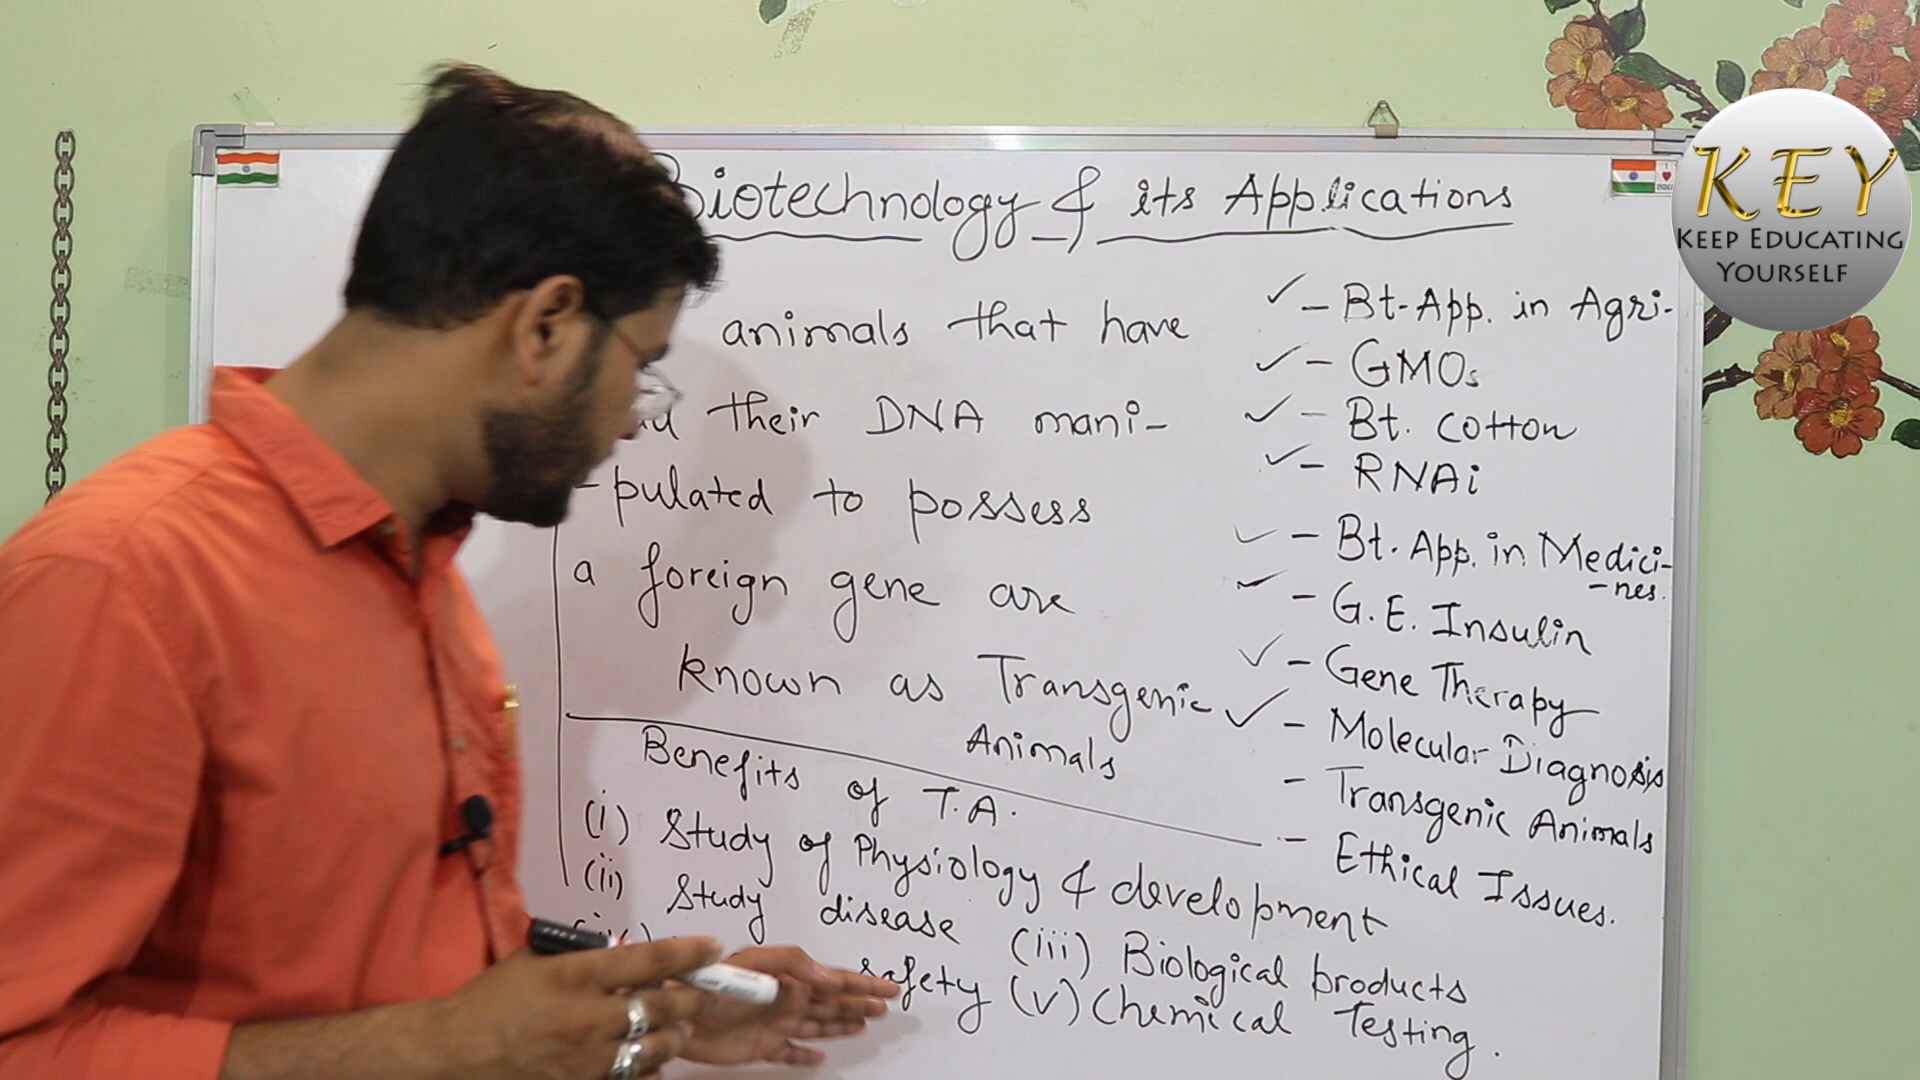 Biotechnology & its Applications
animals that have
their DNA mani-
-pulated to possess
a foreign gene are
known as Transgenic
Animals
Benefits of T.A.
(i) Study of Physiology & development
(ii) Study disease (iii) Biological products
safety (v) Chemical Testing.
- Bt-App. in Agri-
- GMOs
- Bt. cotton
- RNAi
- Bt. App. in Medici-
-nes.
- G.E. Insulin
- Gene Therapy
- Molecular Diagnosis
- Transgenic Animals
- Ethical Issues.
KEY
KEEP EDUCATING
YOURSELF